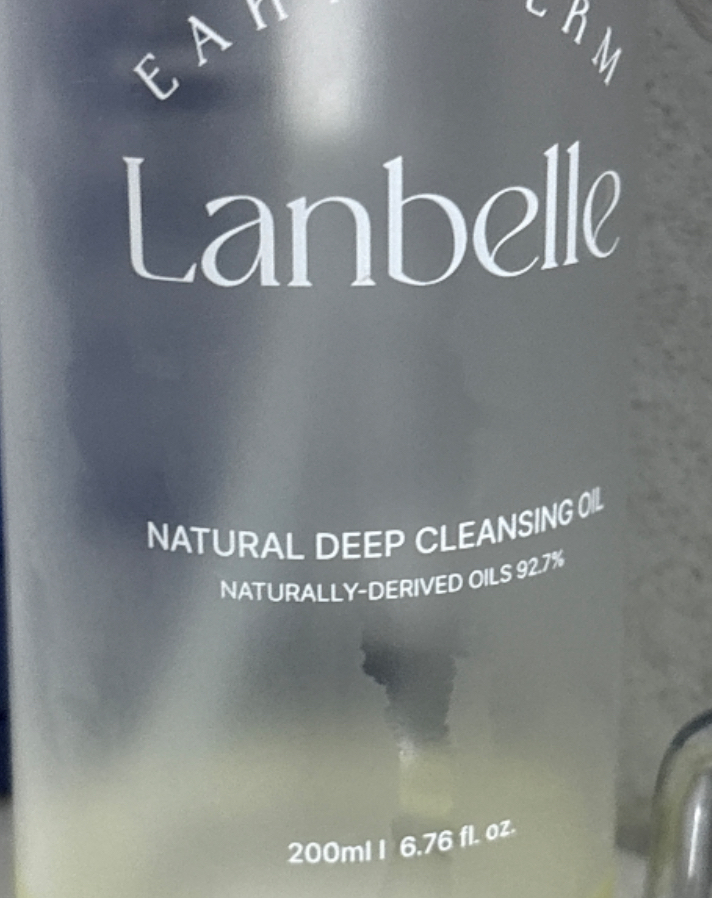 Lanbelle
NATURAL DEEP CLEANSING OIL
NATURALLY-DERIVED OILS 92.7%
200ml I 6.76 fl. oz.